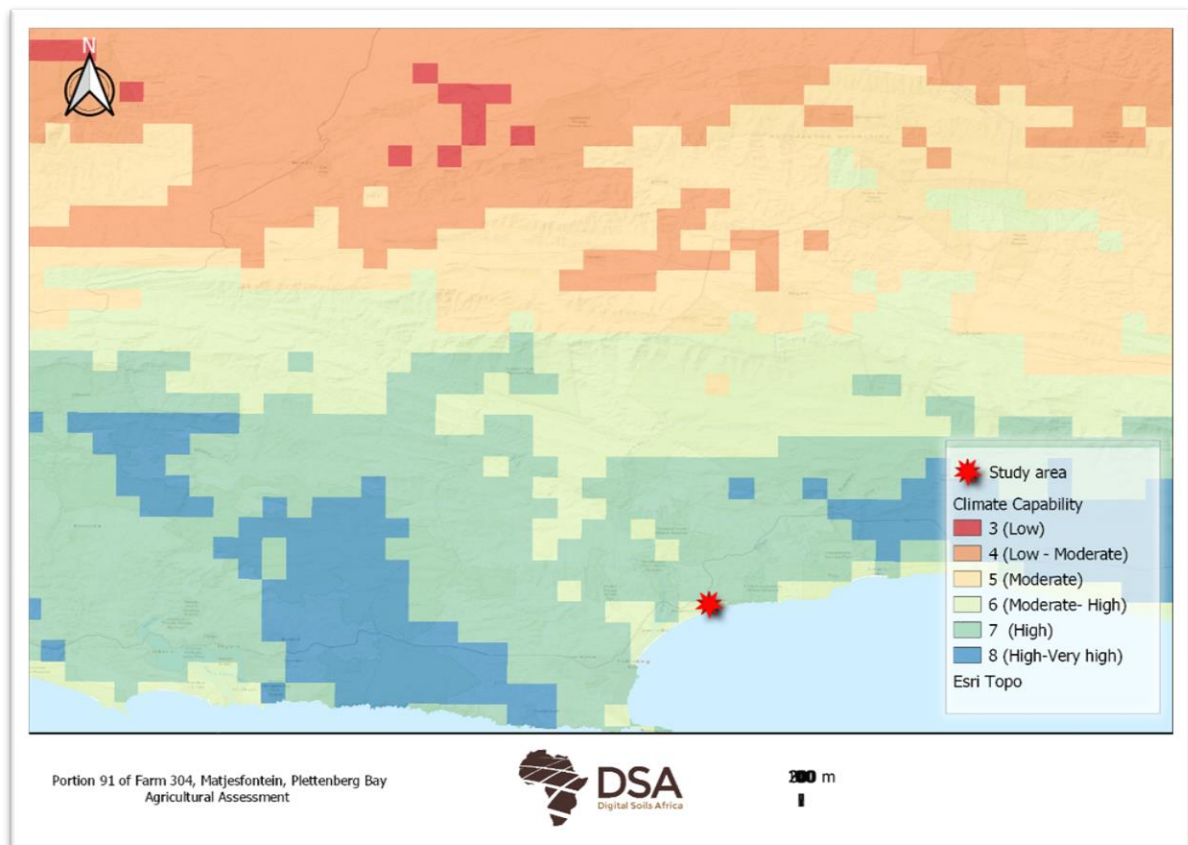 N
Study area
Climate Capability
3 (Low)
4 (Low - Moderate)
5 (Moderate)
6 (Moderate- High)
7 (High)
8 (High-Very high)
Esri Topo
Portion 91 of Farm 304, Matjesfontein, Plettenberg Bay
Agricultural Assessment
DSA
Digital Soils Africa
m